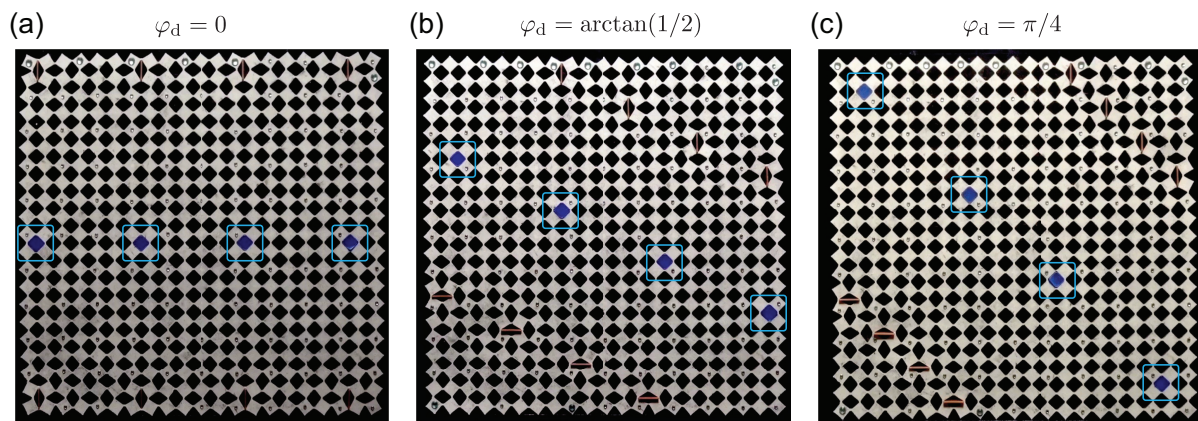 (a) φd = 0
(b) φd = arctan(1/2)
(c) φd = π/4